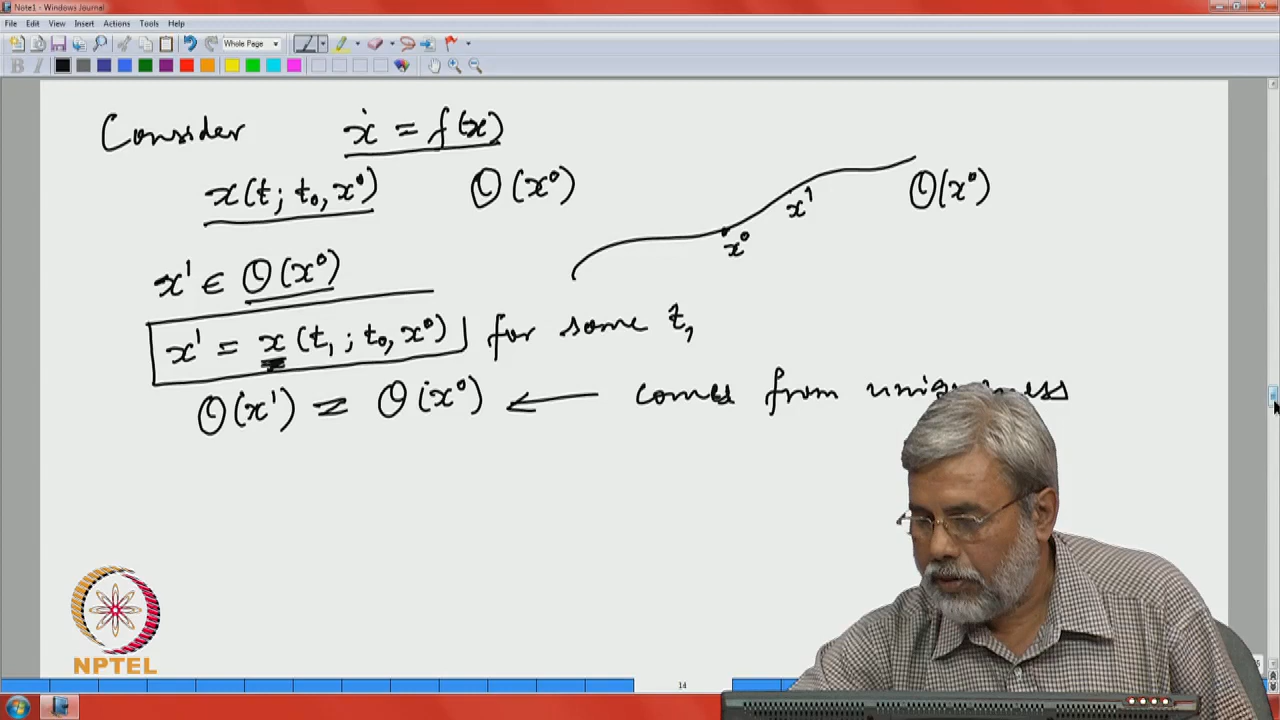 Note1 - Windows Journal
File Edit View Insert Actions Tools Help
Whole Page
B I
Consider ẋ = f(x)
x(t; t₀, x⁰) O(x⁰)
O(x⁰)
x¹
x⁰
x¹ ∈ O(x⁰)
x¹ = x(t₁; t₀, x⁰) for some t₁
O(x¹) = O(x⁰) ← comes from uniqueness
NPTEL
14